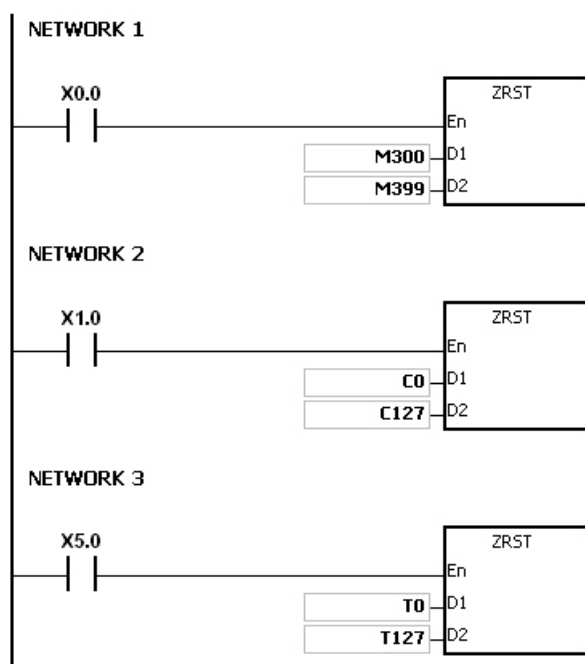 NETWORK 1
X0.0
ZRST
En
M300 D1
M399 D2
NETWORK 2
X1.0
ZRST
En
C0 D1
C127 D2
NETWORK 3
X5.0
ZRST
En
T0 D1
T127 D2